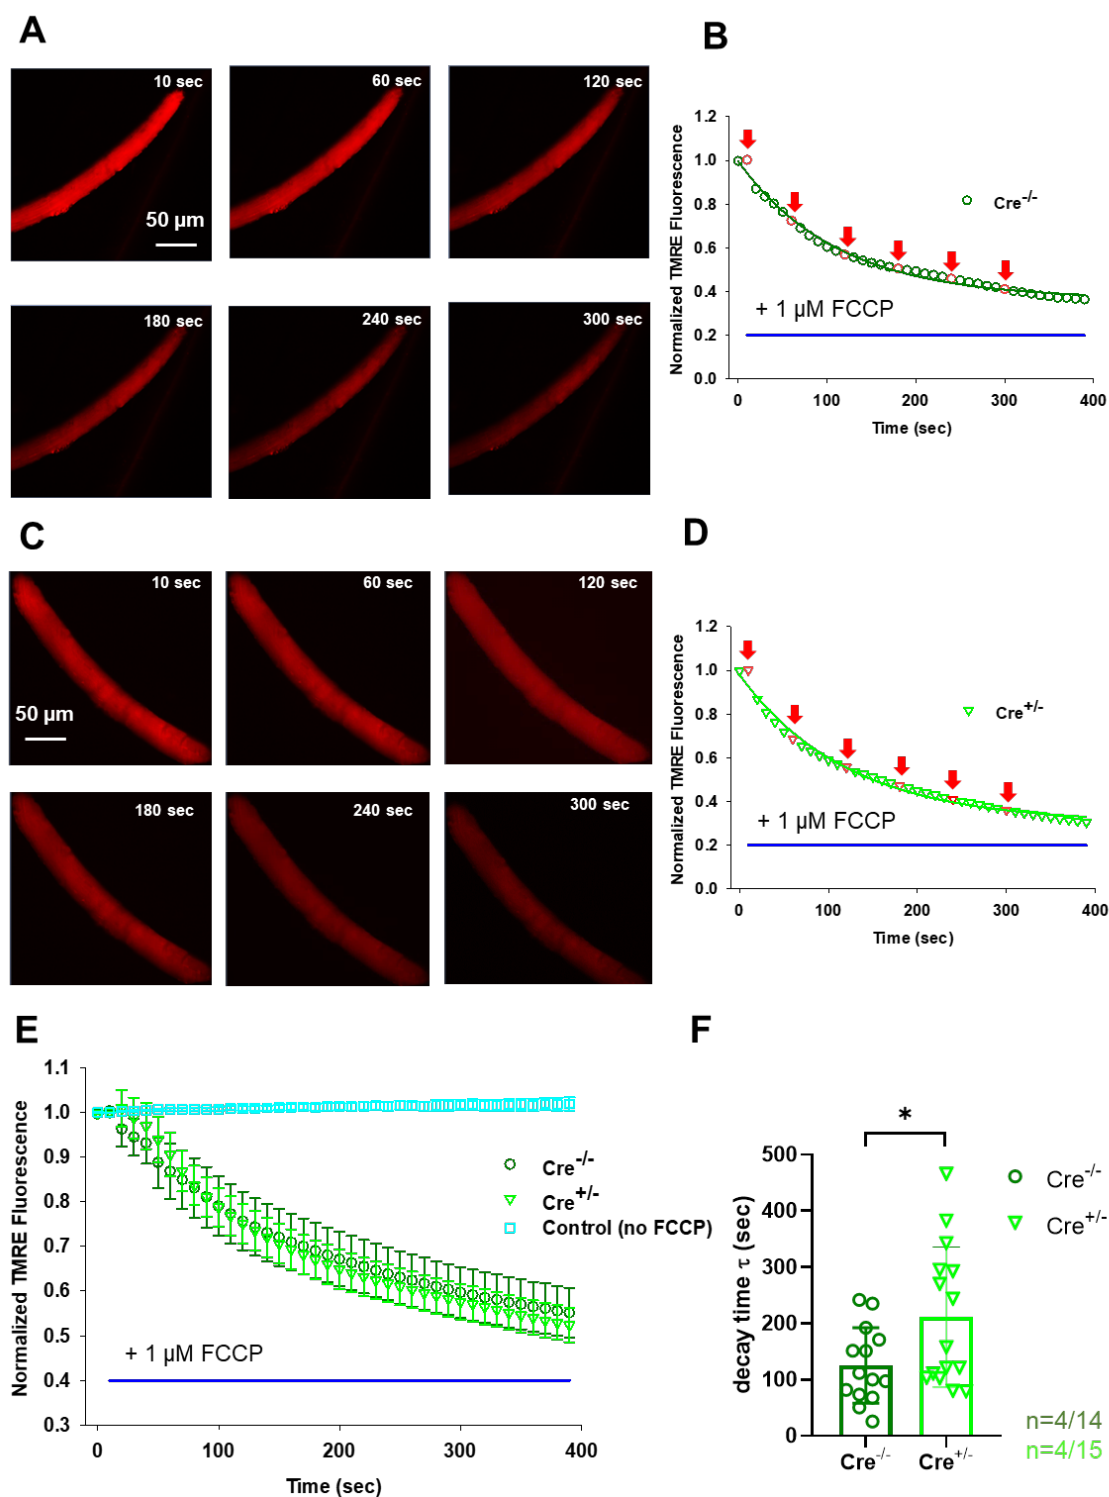 A
10 sec
60 sec
120 sec
50 µm
180 sec
240 sec
300 sec
B
Normalized TMRE Fluorescence
1.2
1.0
0.8
0.6
0.4
0.2
0.0
Cre-/-
+ 1 µM FCCP
0
100
200
300
400
Time (sec)
C
10 sec
60 sec
120 sec
50 µm
180 sec
240 sec
300 sec
D
Normalized TMRE Fluorescence
1.2
1.0
0.8
0.6
0.4
0.2
0.0
Cre+/-
+ 1 µM FCCP
0
100
200
300
400
Time (sec)
E
Normalized TMRE Fluorescence
1.1
1.0
0.9
0.8
0.7
0.6
0.5
0.4
0.3
Cre-/-
Cre+/-
Control (no FCCP)
+ 1 µM FCCP
0
100
200
300
400
Time (sec)
F
*
decay time τ (sec)
500
400
300
200
100
0
Cre-/-
Cre+/-
Cre-/-
Cre+/-
n=4/14
n=4/15